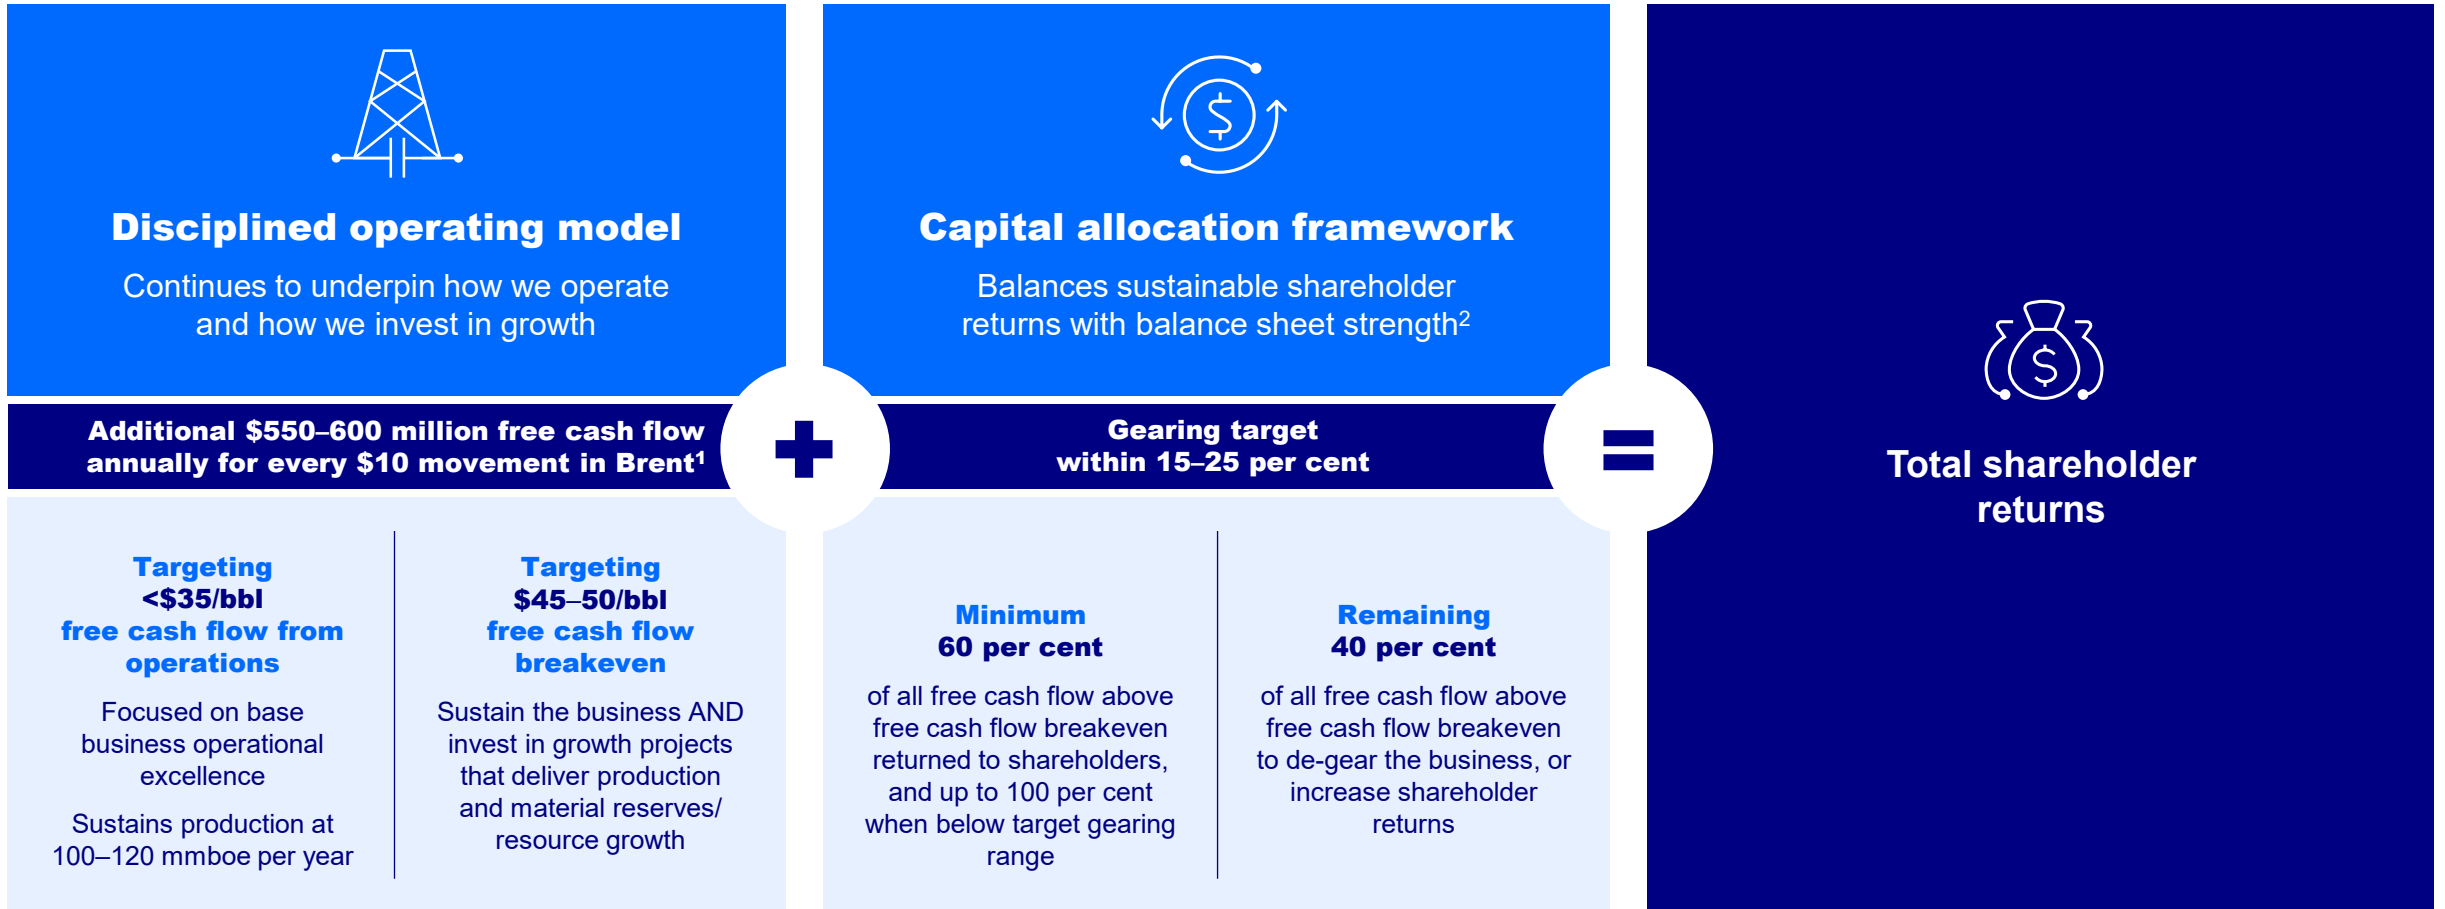 Disciplined operating model
Continues to underpin how we operate
and how we invest in growth
Additional $550–600 million free cash flow
annually for every $10 movement in Brent¹
Targeting
<$35/bbl
free cash flow from
operations
Focused on base
business operational
excellence
Sustains production at
100–120 mmboe per year
Targeting
$45–50/bbl
free cash flow
breakeven
Sustain the business AND
invest in growth projects
that deliver production
and material reserves/
resource growth
Capital allocation framework
Balances sustainable shareholder
returns with balance sheet strength²
Gearing target
within 15–25 per cent
Minimum
60 per cent
of all free cash flow above
free cash flow breakeven
returned to shareholders,
and up to 100 per cent
when below target gearing
range
Remaining
40 per cent
of all free cash flow above
free cash flow breakeven
to de-gear the business, or
increase shareholder
returns
Total shareholder
returns